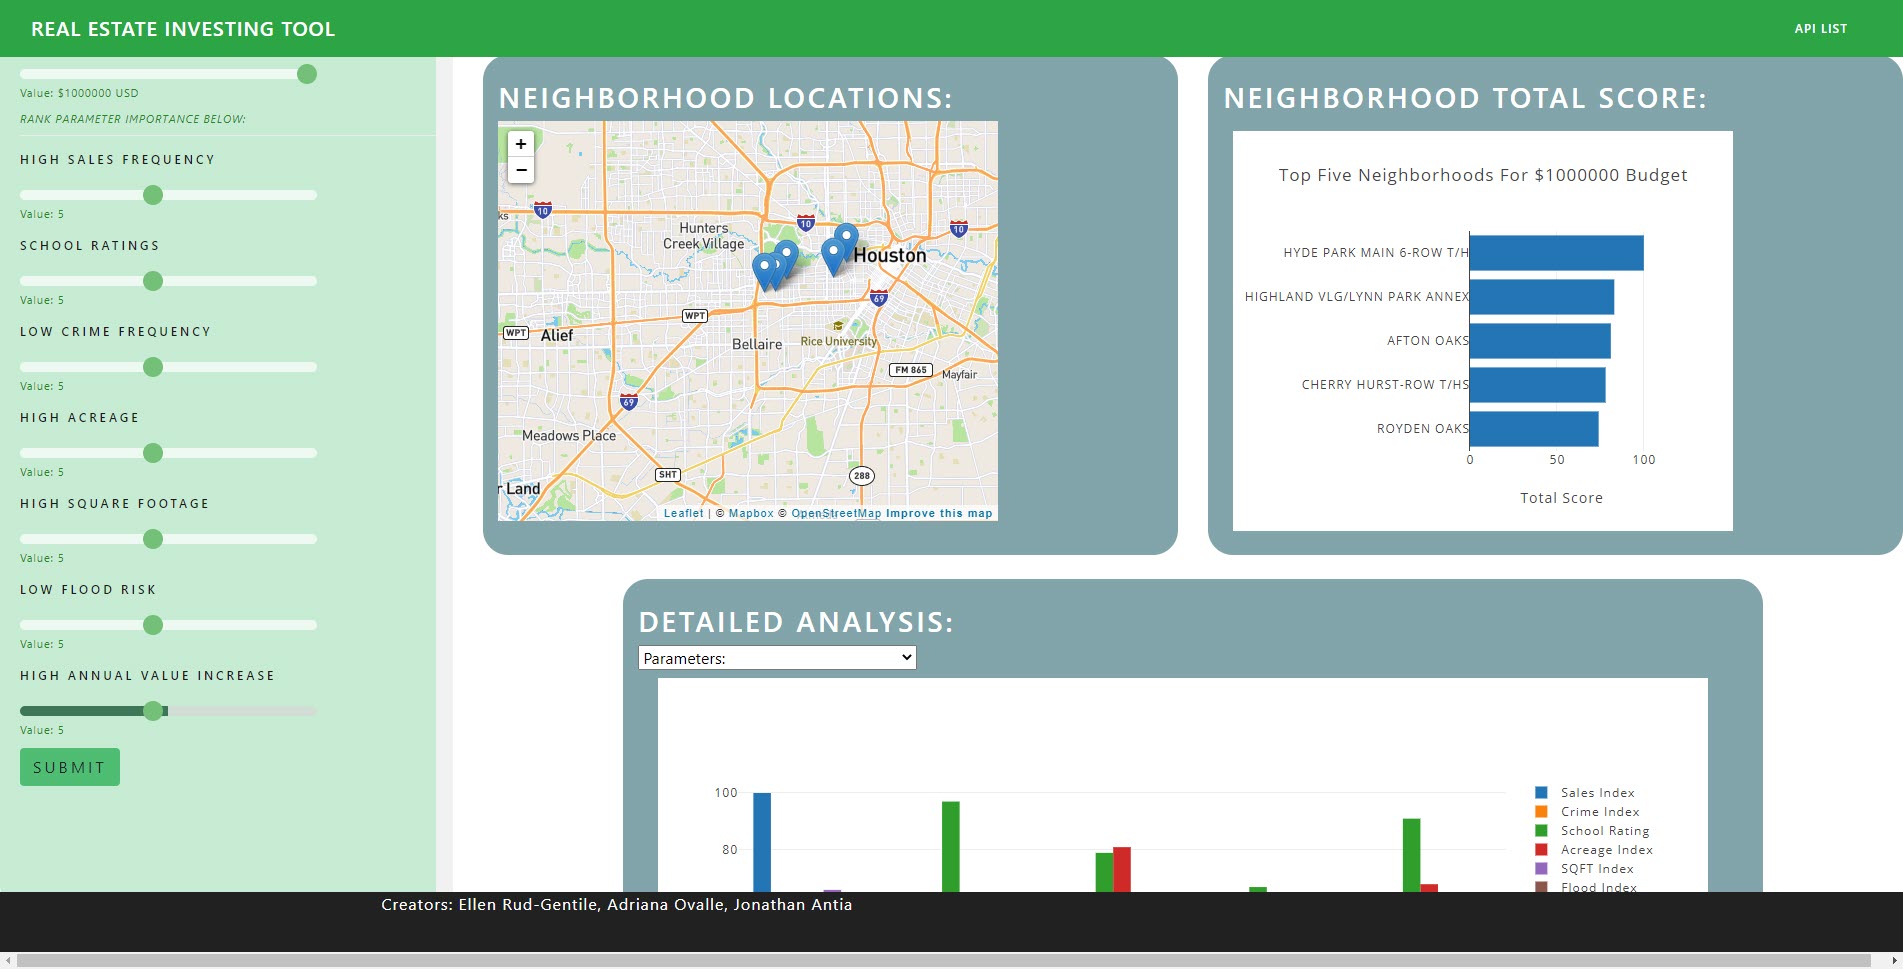 REAL ESTATE INVESTING TOOL
API LIST
Value: $1000000 USD
RANK PARAMETER IMPORTANCE BELOW:
HIGH SALES FREQUENCY
Value: 5
SCHOOL RATINGS
Value: 5
LOW CRIME FREQUENCY
Value: 5
HIGH ACREAGE
Value: 5
HIGH SQUARE FOOTAGE
Value: 5
LOW FLOOD RISK
Value: 5
HIGH ANNUAL VALUE INCREASE
Value: 5
SUBMIT
NEIGHBORHOOD LOCATIONS:
+
−
ks
10
10
10
Hunters
Creek Village
Houston
69
WPT
WPT
Alief
Bellaire
Rice University
FM 865
Mayfair
69
Meadows Place
SHT
288
r Land
Leaflet | © Mapbox © OpenStreetMap Improve this map
NEIGHBORHOOD TOTAL SCORE:
Top Five Neighborhoods For $1000000 Budget
HYDE PARK MAIN 6-ROW T/H
HIGHLAND VLG/LYNN PARK ANNEX
AFTON OAKS
CHERRY HURST-ROW T/HS
ROYDEN OAKS
0 50 100
Total Score
DETAILED ANALYSIS:
Parameters:
100
80
Sales Index
Crime Index
School Rating
Acreage Index
SQFT Index
Flood Index
Creators: Ellen Rud-Gentile, Adriana Ovalle, Jonathan Antia